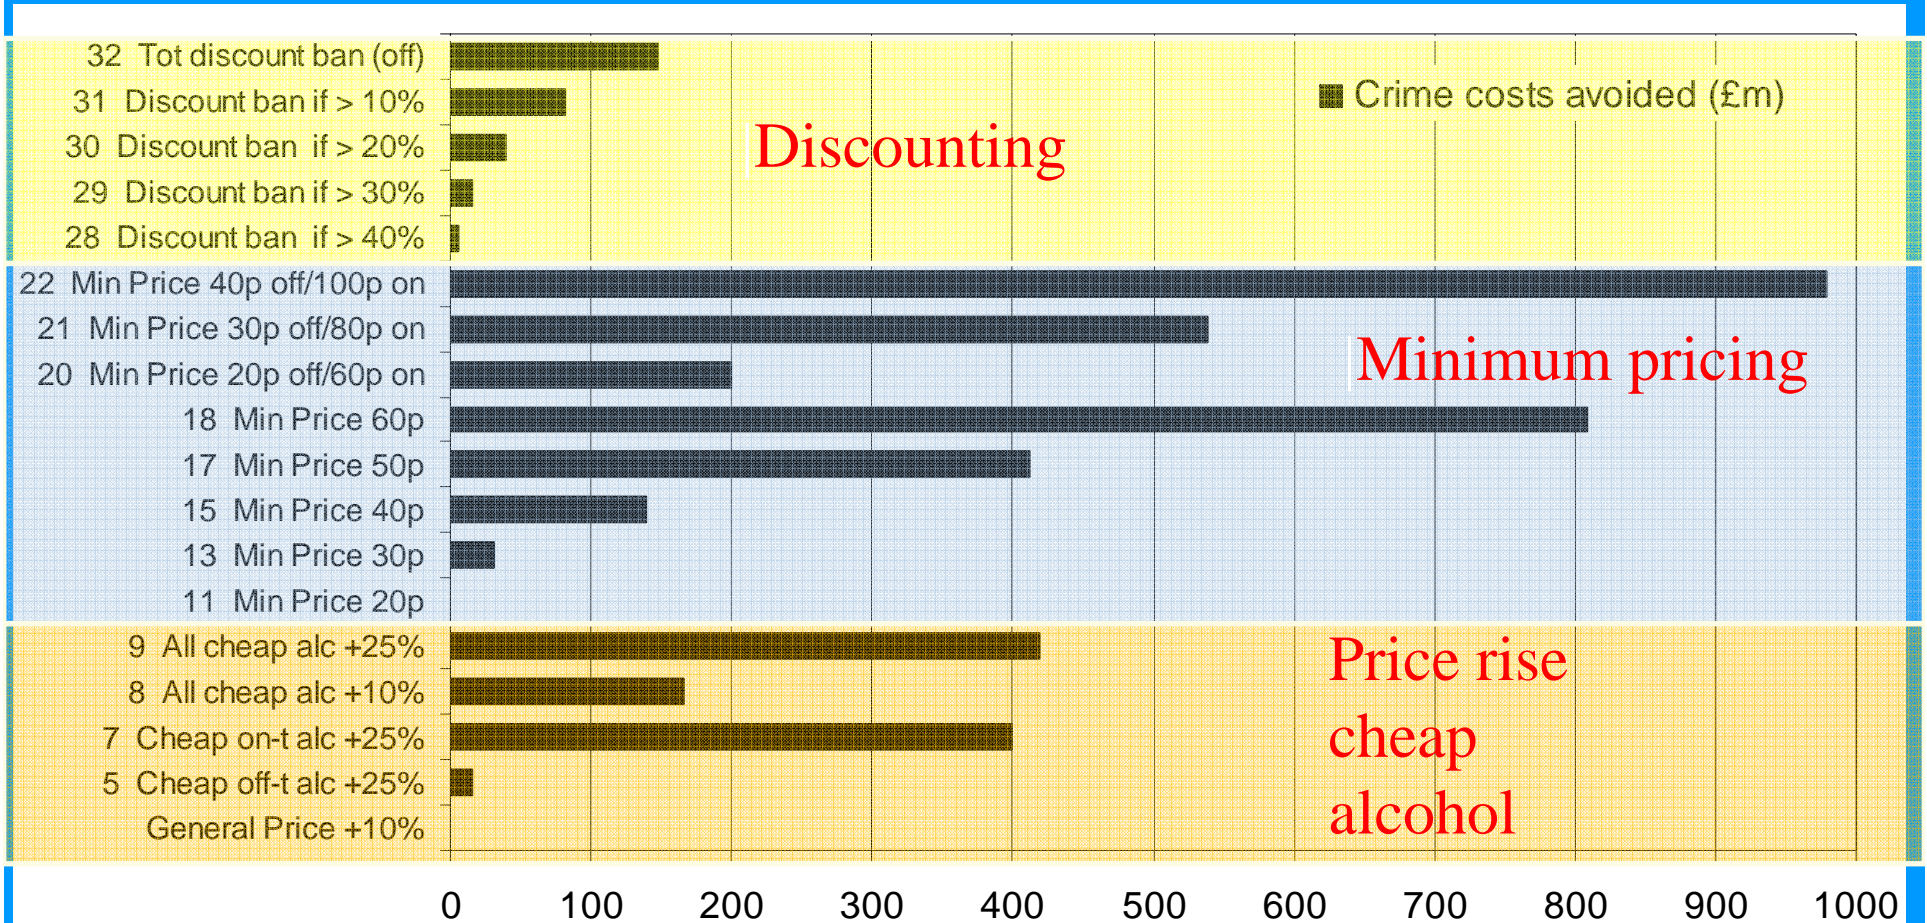 32 Tot discount ban (off)
31 Discount ban if > 10%
Crime costs avoided (£m)
30 Discount ban if > 20%
Discounting
29 Discount ban if > 30%
28 Discount ban if > 40%
22 Min Price 40p off/100p on
21 Min Price 30p off/80p on
Minimum pricing
20 Min Price 20p off/60p on
18 Min Price 60p
17 Min Price 50p
15 Min Price 40p
13 Min Price 30p
11 Min Price 20p
9 All cheap alc +25%
8 All cheap alc +10%
7 Cheap on-t alc +25%
5 Cheap off-t alc +25%
General Price +10%
Price rise
cheap
alcohol
0 100 200 300 400 500 600 700 800 900 1000